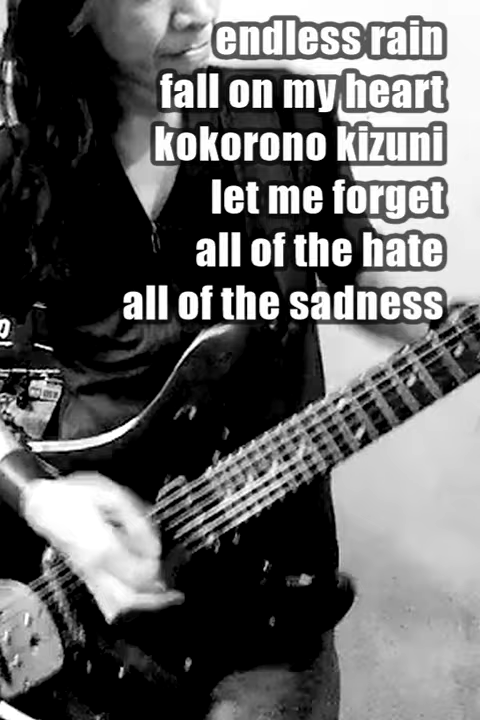 endless rain
fall on my heart
kokorono kizuni
let me forget
all of the hate
all of the sadness